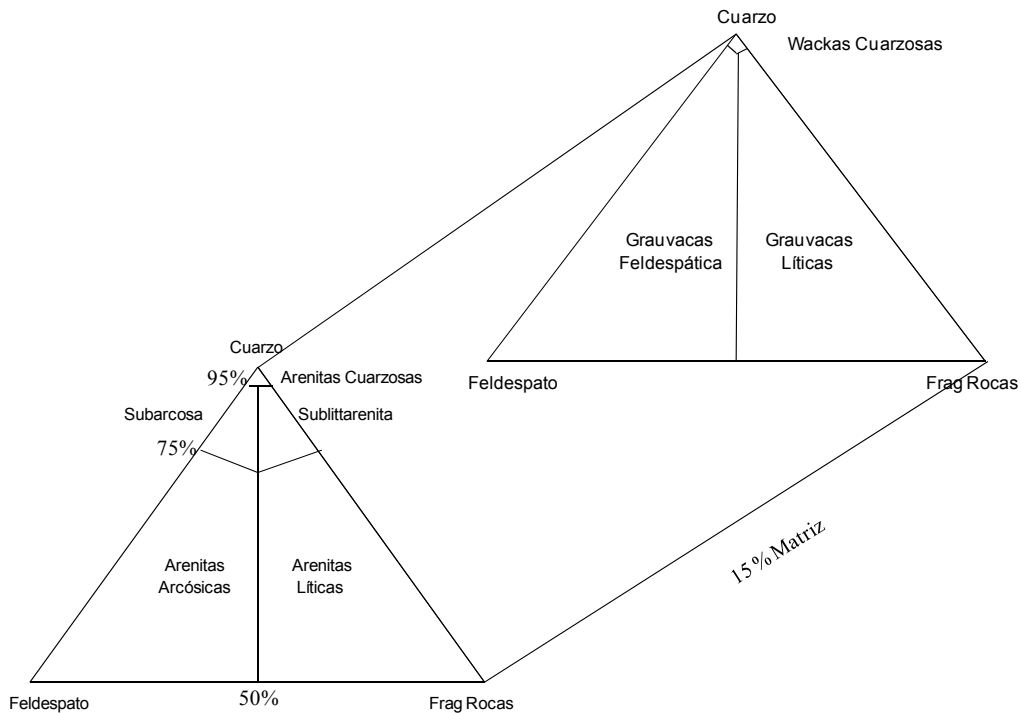 Cuarzo
Wackas Cuarzosas
Grauvacas
Feldespática
Grauvacas
Líticas
Feldespato
Frag Rocas
Cuarzo
95%
Arenitas Cuarzosas
Subarcosa
Sublittarenita
75%
15 % Matriz
Arenitas
Arcósicas
Arenitas
Líticas
Feldespato
50%
Frag Rocas